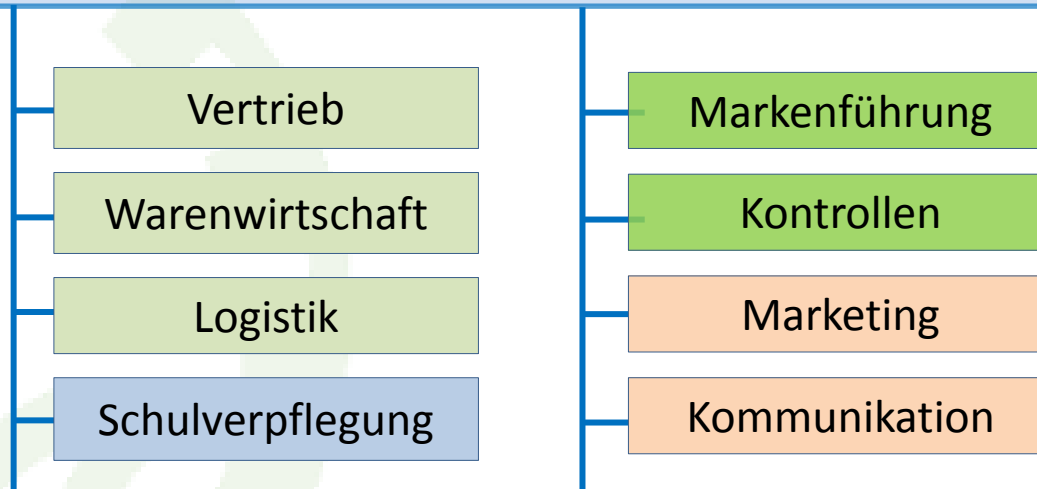 Vertrieb
Warenwirtschaft
Logistik
Schulverpflegung
Markenführung
Kontrollen
Marketing
Kommunikation